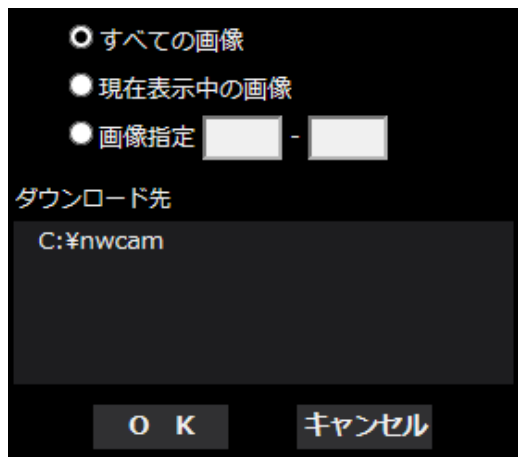 すべての画像
現在表示中の画像
画像指定 -
ダウンロード先
C:¥nwcam
O K キャンセル